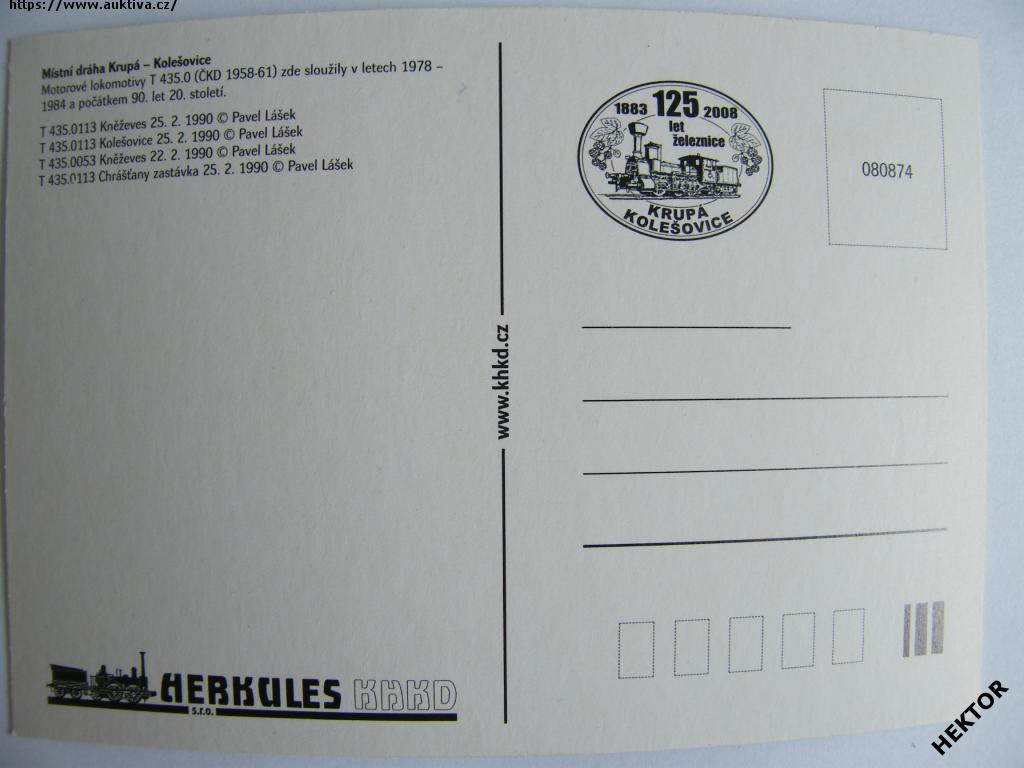 https://www.auktiva.cz/
Místní dráha Krupá – Kolešovice
Motorové lokomotivy T 435.0 (ČKD 1958-61) zde sloužily v letech 1978 –
1984 a počátkem 90. let 20. století.
T 435.0113 Kněževes 25. 2. 1990 © Pavel Lášek
T 435.0113 Kolešovice 25. 2. 1990 © Pavel Lášek
T 435.0053 Kněževes 22. 2. 1990 © Pavel Lášek
T 435.0113 Chrášťany zastávka 25. 2. 1990 © Pavel Lášek
1883 125 2008
let
železnice
KRUPÁ
KOLEŠOVICE
080874
www.khkd.cz
HERKULES KHKD
s.r.o.
HEKTOR